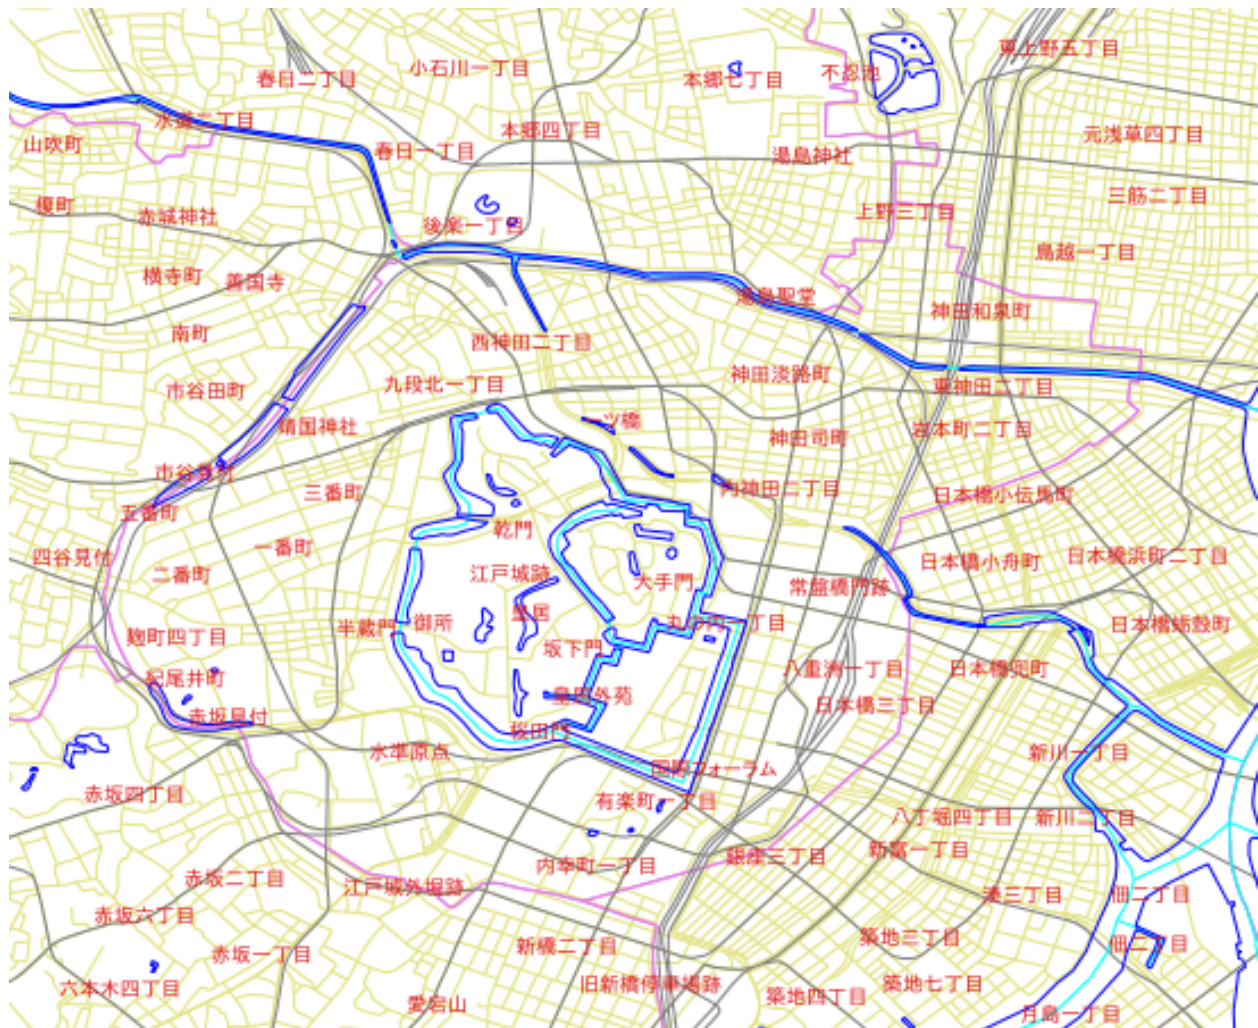 東上野五丁目
小石川一丁目
春日二丁目
本郷七丁目
不忍池
水道二丁目
本郷四丁目
元浅草四丁目
山吹町
春日一丁目
湯島神社
三筋二丁目
榎町
赤城神社
上野三丁目
後楽一丁目
鳥越一丁目
横寺町
善国寺
湯島聖堂
神田和泉町
南町
西神田二丁目
神田淡路町
市谷田町
九段北一丁目
東神田二丁目
靖国神社
一ツ橋
神田司町
岩本町二丁目
市谷見附
三番町
内神田二丁目
日本橋小伝馬町
五番町
乾門
一番町
四谷見付
日本橋小舟町
日本橋浜町二丁目
二番町
江戸城跡
大手門
常盤橋門跡
皇居
御所
半蔵門
丸の内一丁目
日本橋蛎殻町
麹町四丁目
坂下門
八重洲一丁目
日本橋兜町
紀尾井町
皇居外苑
日本橋三丁目
赤坂見付
桜田門
水準原点
新川一丁目
国際フォーラム
赤坂四丁目
有楽町一丁目
八丁堀四丁目
新川二丁目
新富一丁目
銀座三丁目
内幸町一丁目
赤坂二丁目
江戸城外堀跡
湊三丁目
佃二丁目
赤坂六丁目
築地三丁目
佃二丁目
新橋二丁目
赤坂一丁目
旧新橋停車場跡
築地七丁目
六本木四丁目
築地四丁目
愛宕山
月島一丁目